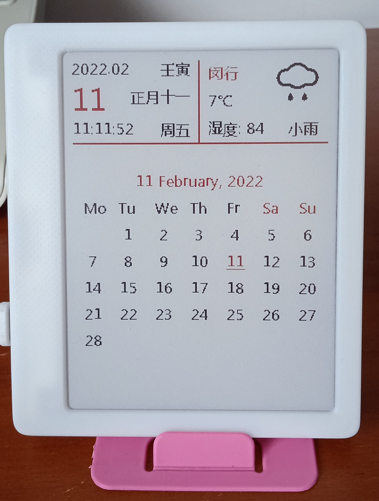 2022.02 壬寅
11 正月十一
11:11:52 周五
闵行
7℃
湿度: 84 小雨
11 February, 2022
Mo Tu We Th Fr Sa Su
1 2 3 4 5 6
7 8 9 10 11 12 13
14 15 16 17 18 19 20
21 22 23 24 25 26 27
28